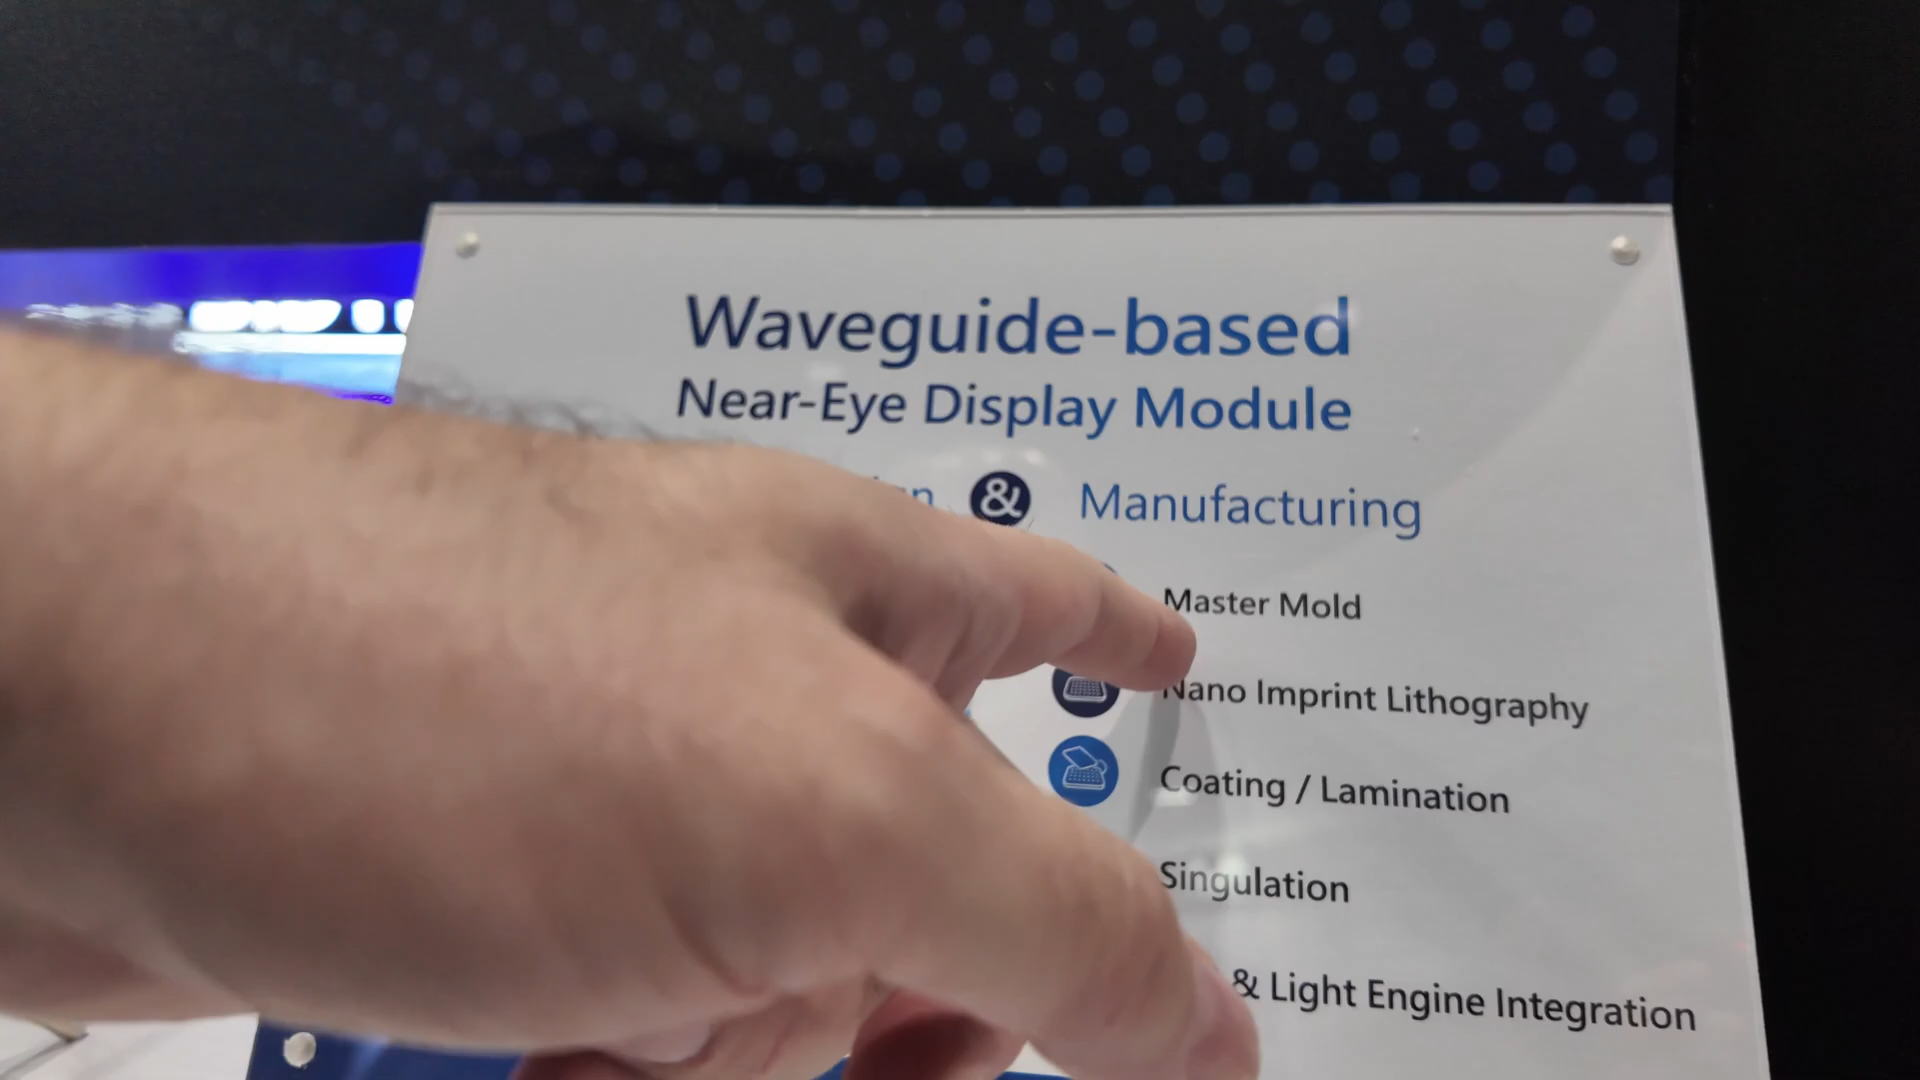 Waveguide-based
Near-Eye Display Module
& Manufacturing
Master Mold
Nano Imprint Lithography
Coating / Lamination
Singulation
& Light Engine Integration